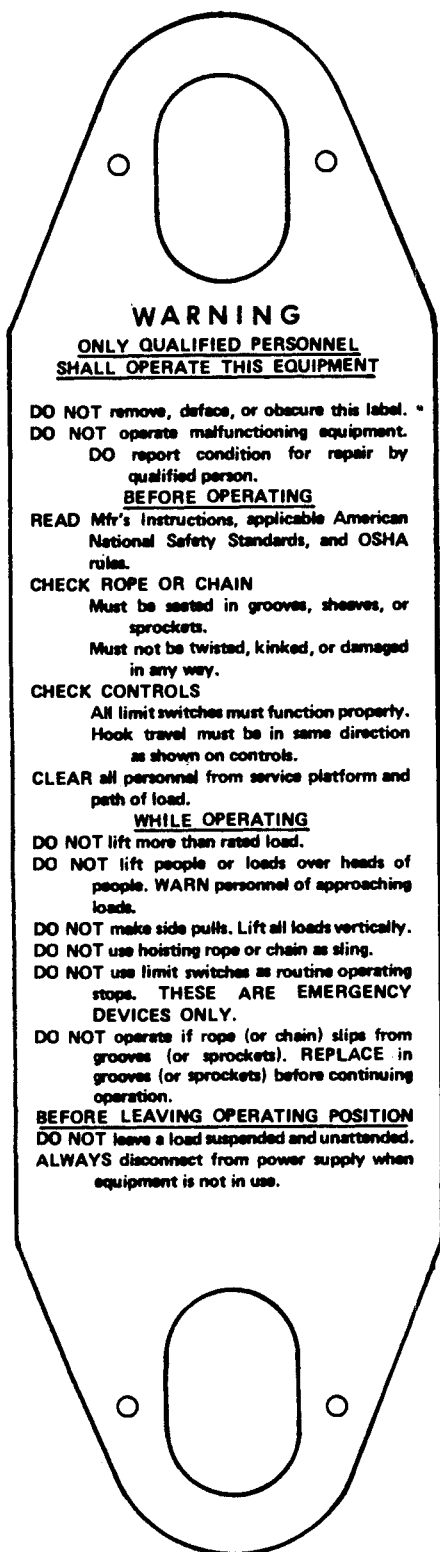 WARNING
ONLY QUALIFIED PERSONNEL
SHALL OPERATE THIS EQUIPMENT
DO NOT remove, deface, or obscure this label.
DO NOT operate malfunctioning equipment.
DO report condition for repair by
qualified person.
BEFORE OPERATING
READ Mfr's Instructions, applicable American
National Safety Standards, and OSHA
rules.
CHECK ROPE OR CHAIN
Must be seated in grooves, sheaves, or
sprockets.
Must not be twisted, kinked, or damaged
in any way.
CHECK CONTROLS
All limit switches must function properly.
Hook travel must be in same direction
as shown on controls.
CLEAR all personnel from service platform and
path of load.
WHILE OPERATING
DO NOT lift more than rated load.
DO NOT lift people or loads over heads of
people. WARN personnel of approaching
loads.
DO NOT make side pulls. Lift all loads vertically.
DO NOT use hoisting rope or chain as sling.
DO NOT use limit switches as routine operating
stops. THESE ARE EMERGENCY
DEVICES ONLY.
DO NOT operate if rope (or chain) slips from
grooves (or sprockets). REPLACE in
grooves (or sprockets) before continuing
operation.
BEFORE LEAVING OPERATING POSITION
DO NOT leave a load suspended and unattended.
ALWAYS disconnect from power supply when
equipment is not in use.